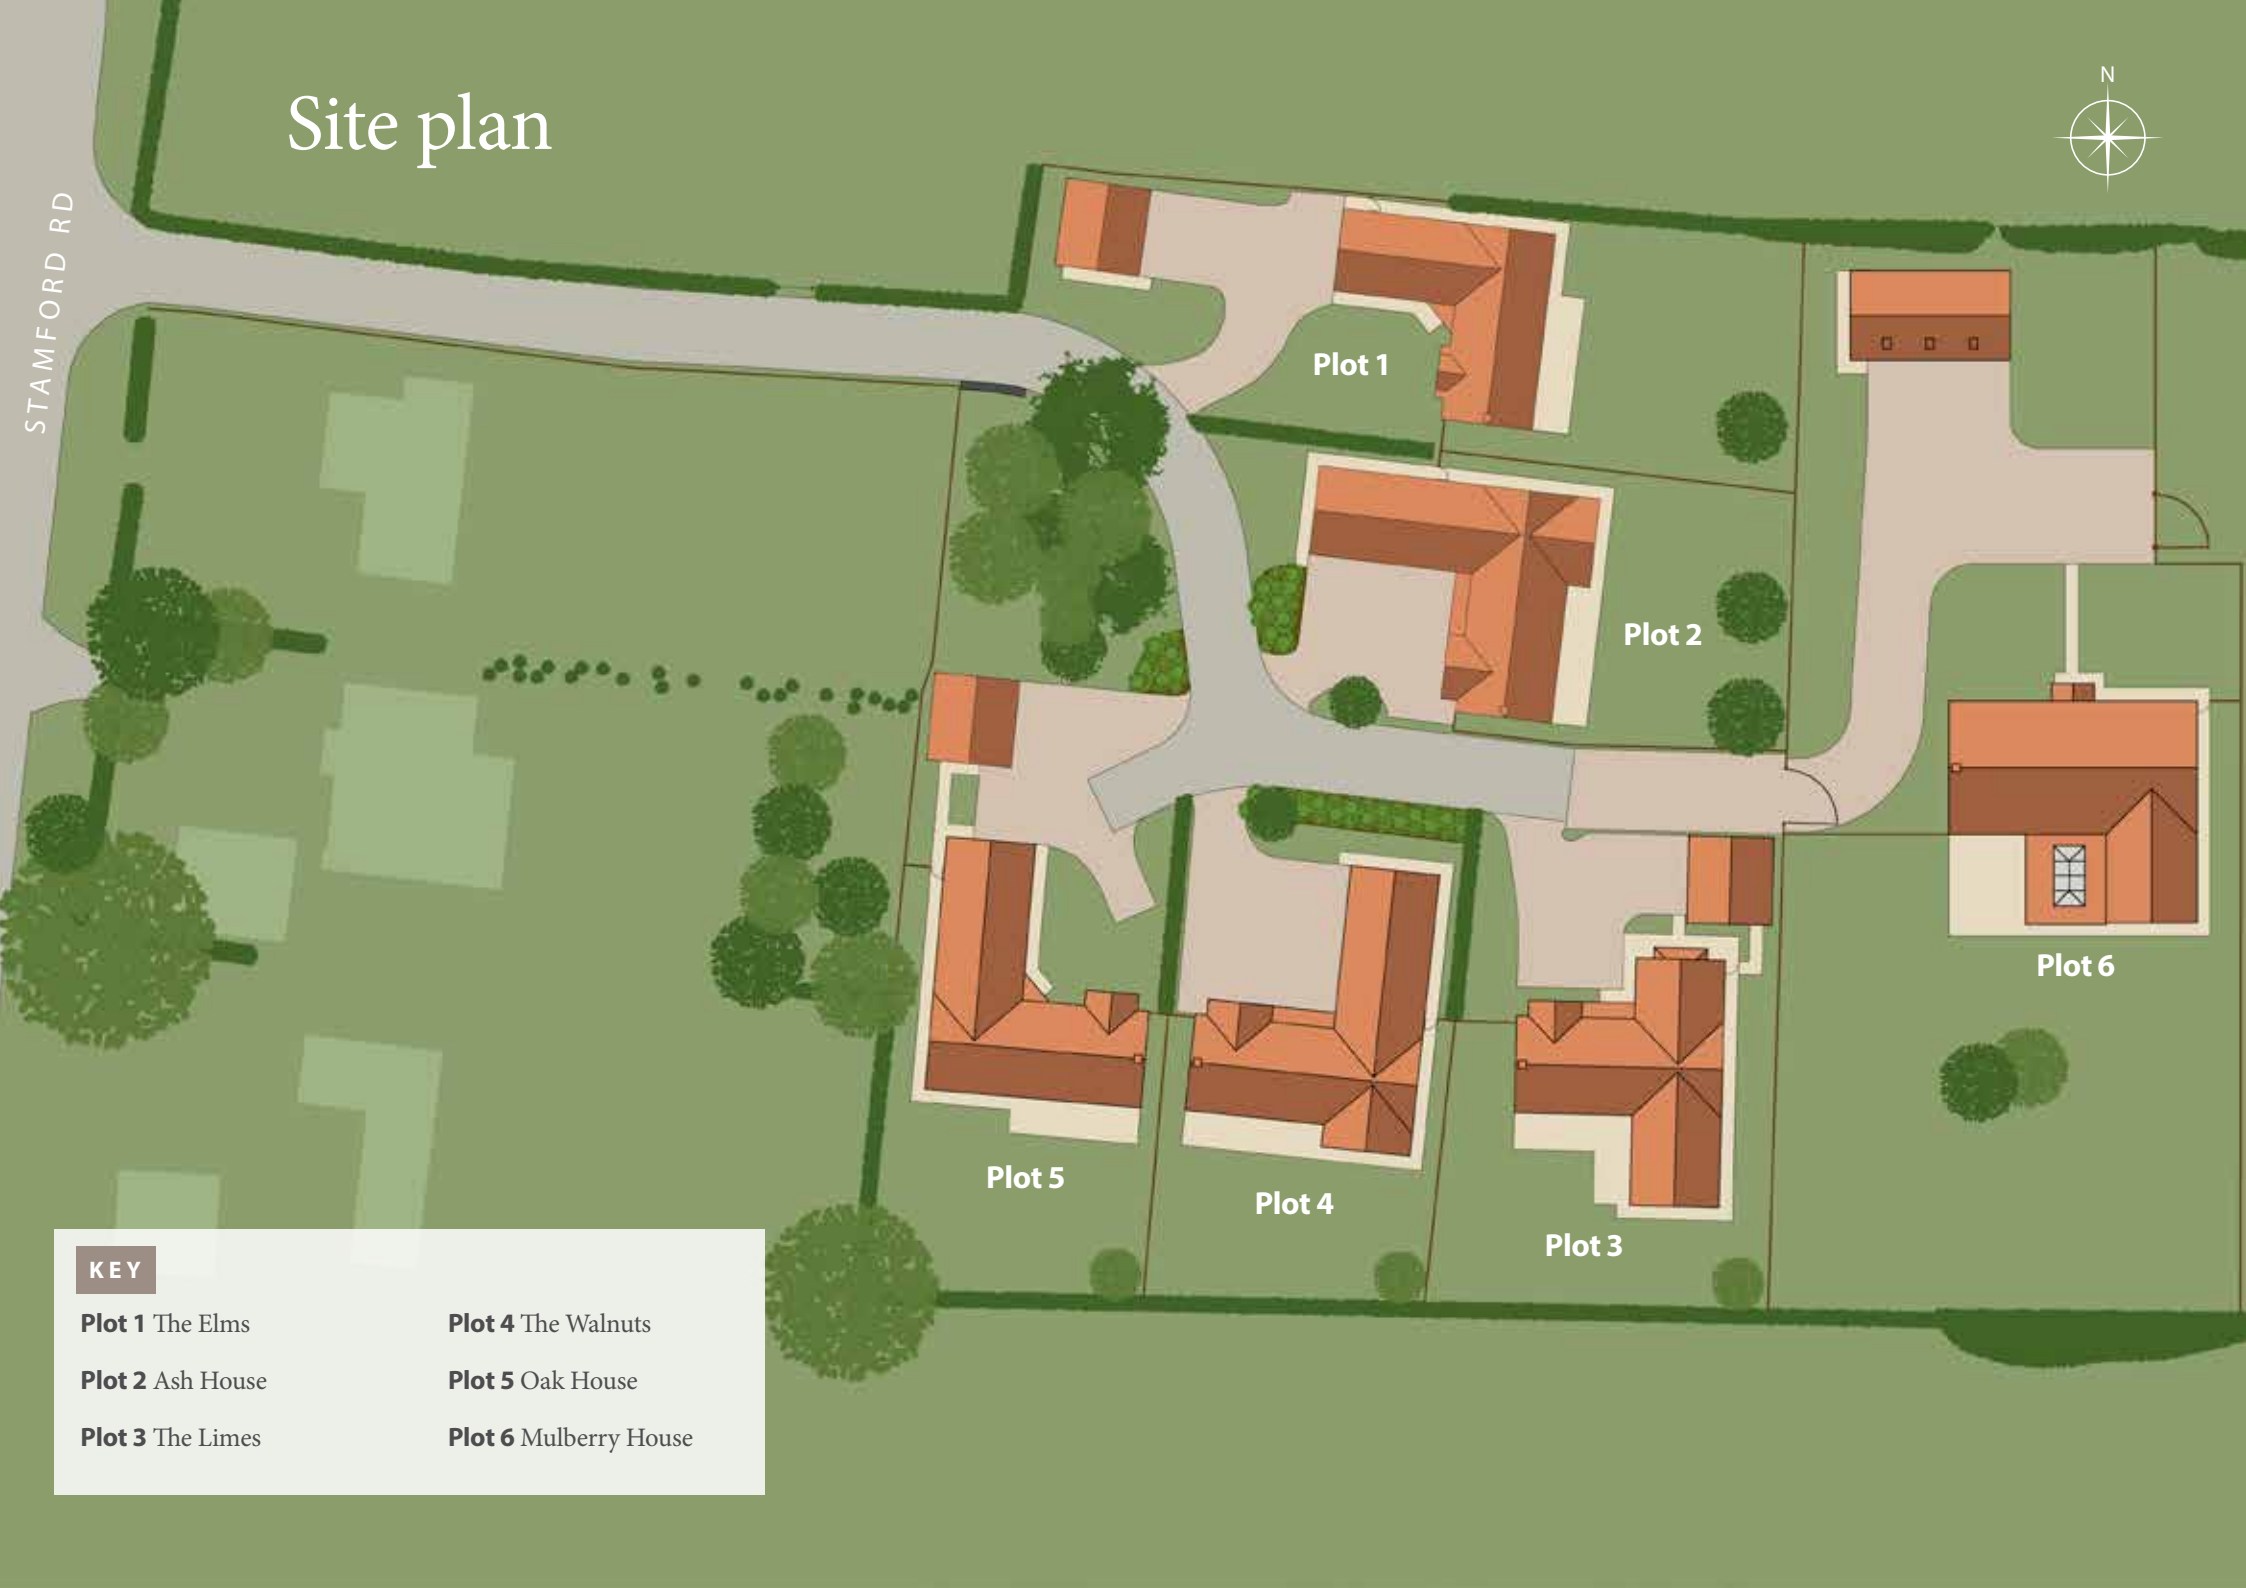 Site plan
N
STAMFORD RD
Plot 1
Plot 2
Plot 6
Plot 5
Plot 4
Plot 3
KEY
Plot 1 The Elms
Plot 2 Ash House
Plot 3 The Limes
Plot 4 The Walnuts
Plot 5 Oak House
Plot 6 Mulberry House